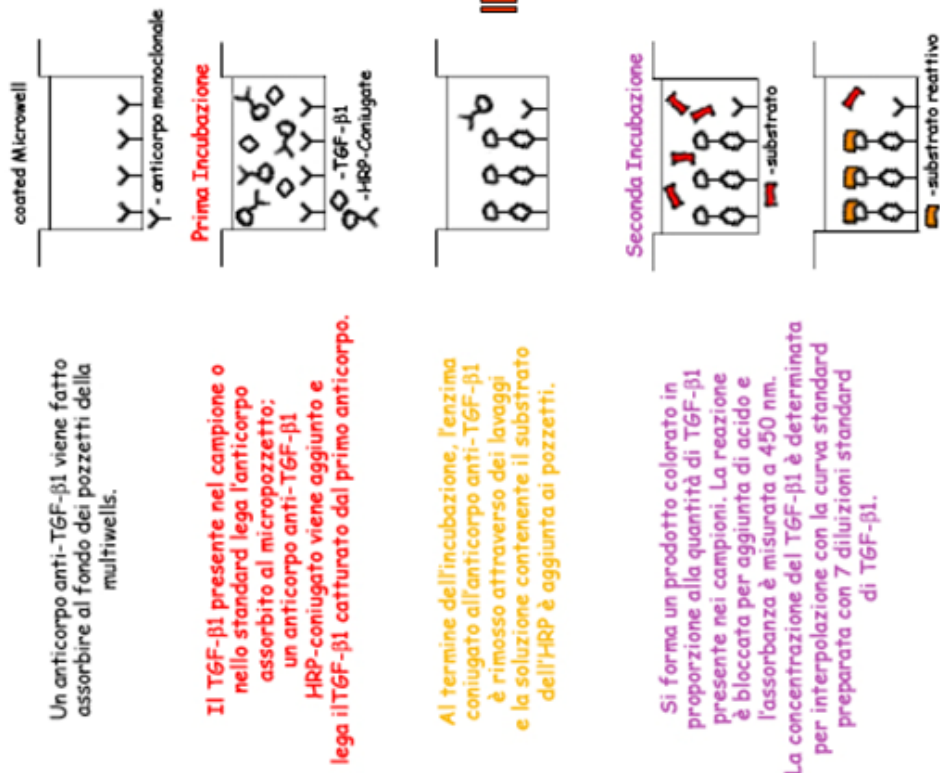 Un anticorpo anti-TGF-β1 viene fatto
assorbire al fondo dei pozzetti della
multiwells.
coated Microwell
- anticorpo monoclonale
Il TGF-β1 presente nel campione o
nello standard lega l'anticorpo
assorbito al micropozzetto;
un anticorpo anti-TGF-β1
HRP-coniugato viene aggiunto e
lega ilTGF-β1 catturato dal primo anticorpo.
Prima Incubazione
-TGF-β1
-HRP-Coniugate
Al termine dell'incubazione, l'enzima
coniugato all'anticorpo anti-TGF-β1
è rimosso attraverso dei lavaggi
e la soluzione contenente il substrato
dell'HRP è aggiunta ai pozzetti.
Si forma un prodotto colorato in
proporzione alla quantità di TGF-β1
presente nei campioni. La reazione
è bloccata per aggiunta di acido e
l'assorbanza è misurata a 450 nm.
La concentrazione del TGF-β1 è determinata
per interpolazione con la curva standard
preparata con 7 diluizioni standard
di TGF-β1.
Seconda Incubazione
-substrato
-substrato reattivo